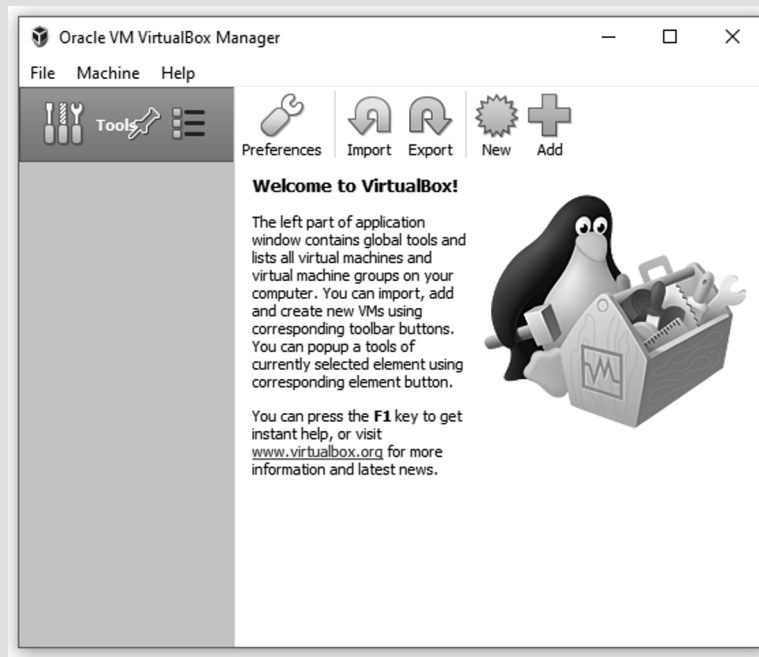 Oracle VM VirtualBox Manager
File Machine Help
Tools
Preferences Import Export New Add
Welcome to VirtualBox!
The left part of application
window contains global tools and
lists all virtual machines and
virtual machine groups on your
computer. You can import, add
and create new VMs using
corresponding toolbar buttons.
You can popup a tools of
currently selected element using
corresponding element button.
You can press the F1 key to get
instant help, or visit
www.virtualbox.org for more
information and latest news.
VM